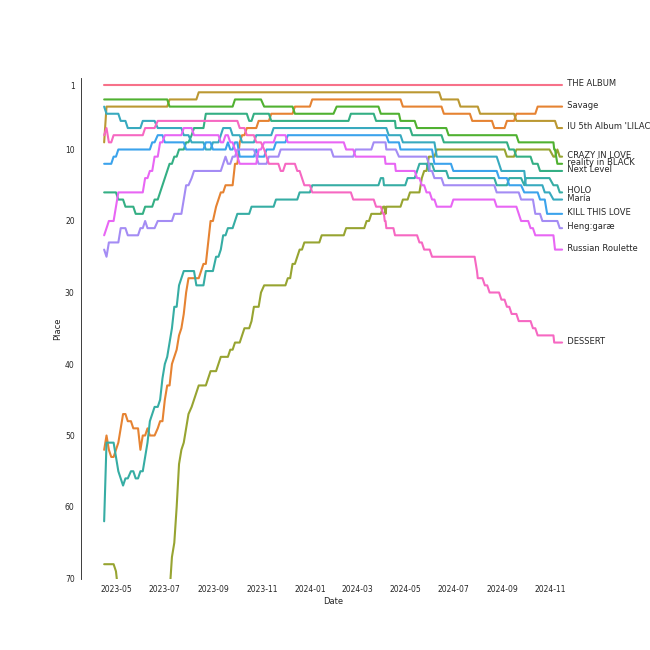 THE ALBUM
Savage
IU 5th Album 'LILAC
CRAZY IN LOVE
reality in BLACK
Next Level
HOLO
Maria
KILL THIS LOVE
Heng:garæ
Russian Roulette
DESSERT
1
10
20
30
40
50
60
70
Place
2023-05
2023-07
2023-09
2023-11
2024-01
2024-03
2024-05
2024-07
2024-09
2024-11
Date